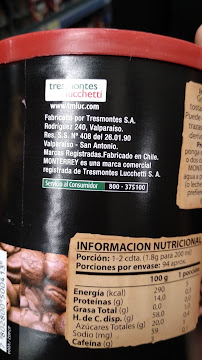 tresmontes
lucchetti
www.tmluc.com
Fabricado por Tresmontes S.A.
Rodríguez 240, Valparaíso.
Res. SS. N° 408 del 26.01.90
Valparaíso - San Antonio.
Marcas Registradas.Fabricado en Chile.
MONTERREY es una marca comercial
registrada de Tresmontes Lucchetti S.A.
Servicio al Consumidor 800 - 375100
INFORMACION NUTRICIONAL
Porción: 1-2 cdta. (1.8g para 200 ml)
Porciones por envase: 94 aprox.
100 g 1 porción
Energía (kcal) 290
Proteínas (g) 14,0
Grasa Total (g) 0,0
H. de C. disp. (g) 58,0
Azúcares Totales (g) 20,0
Sodio (mg)
Cafeína (g)